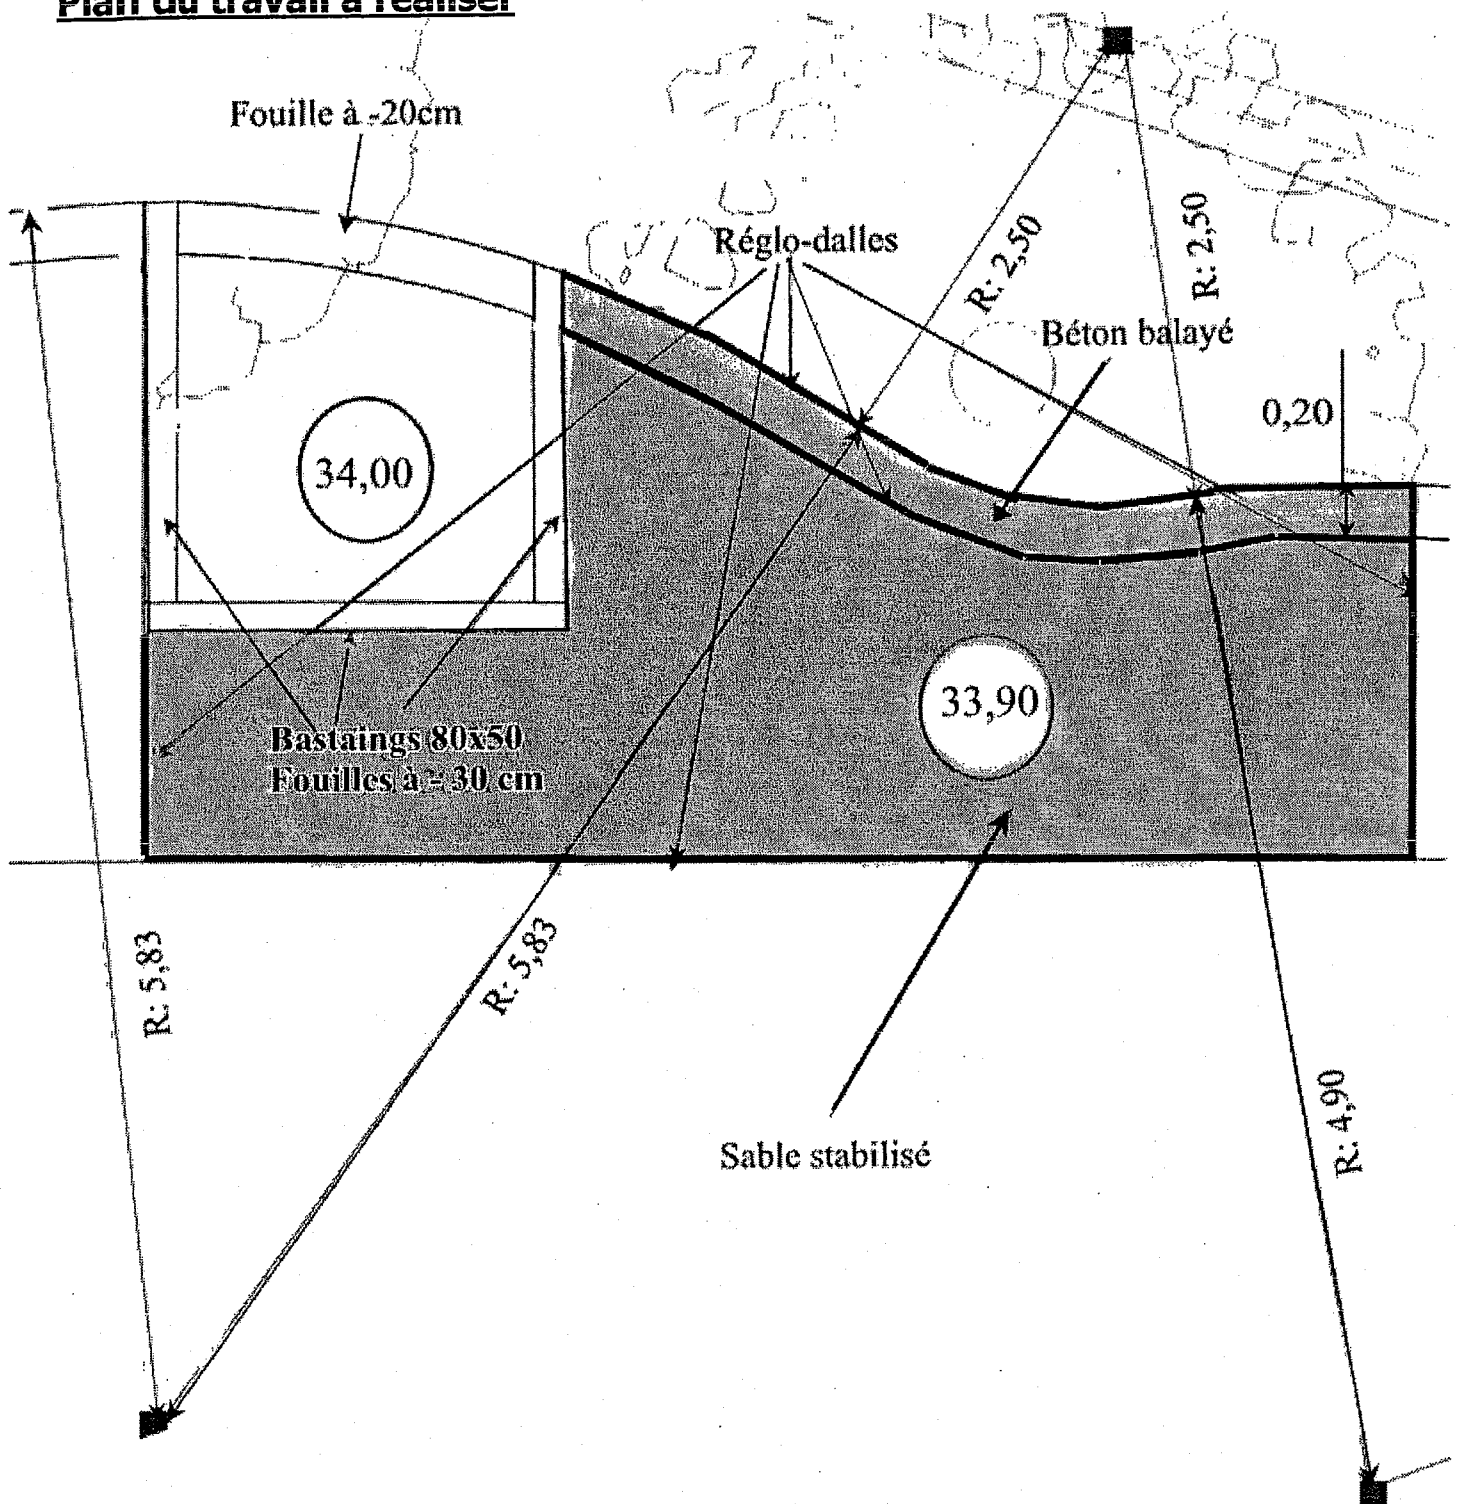 Plan du travail à réaliser
Fouille à -20cm
Réglo-dalles
R: 2,50
R: 2,50
Béton balayé
0,20
34,00
33,90
Bastaings 80x50
Fouilles à - 30 cm
R: 5,83
R: 5,83
R: 4,90
Sable stabilisé